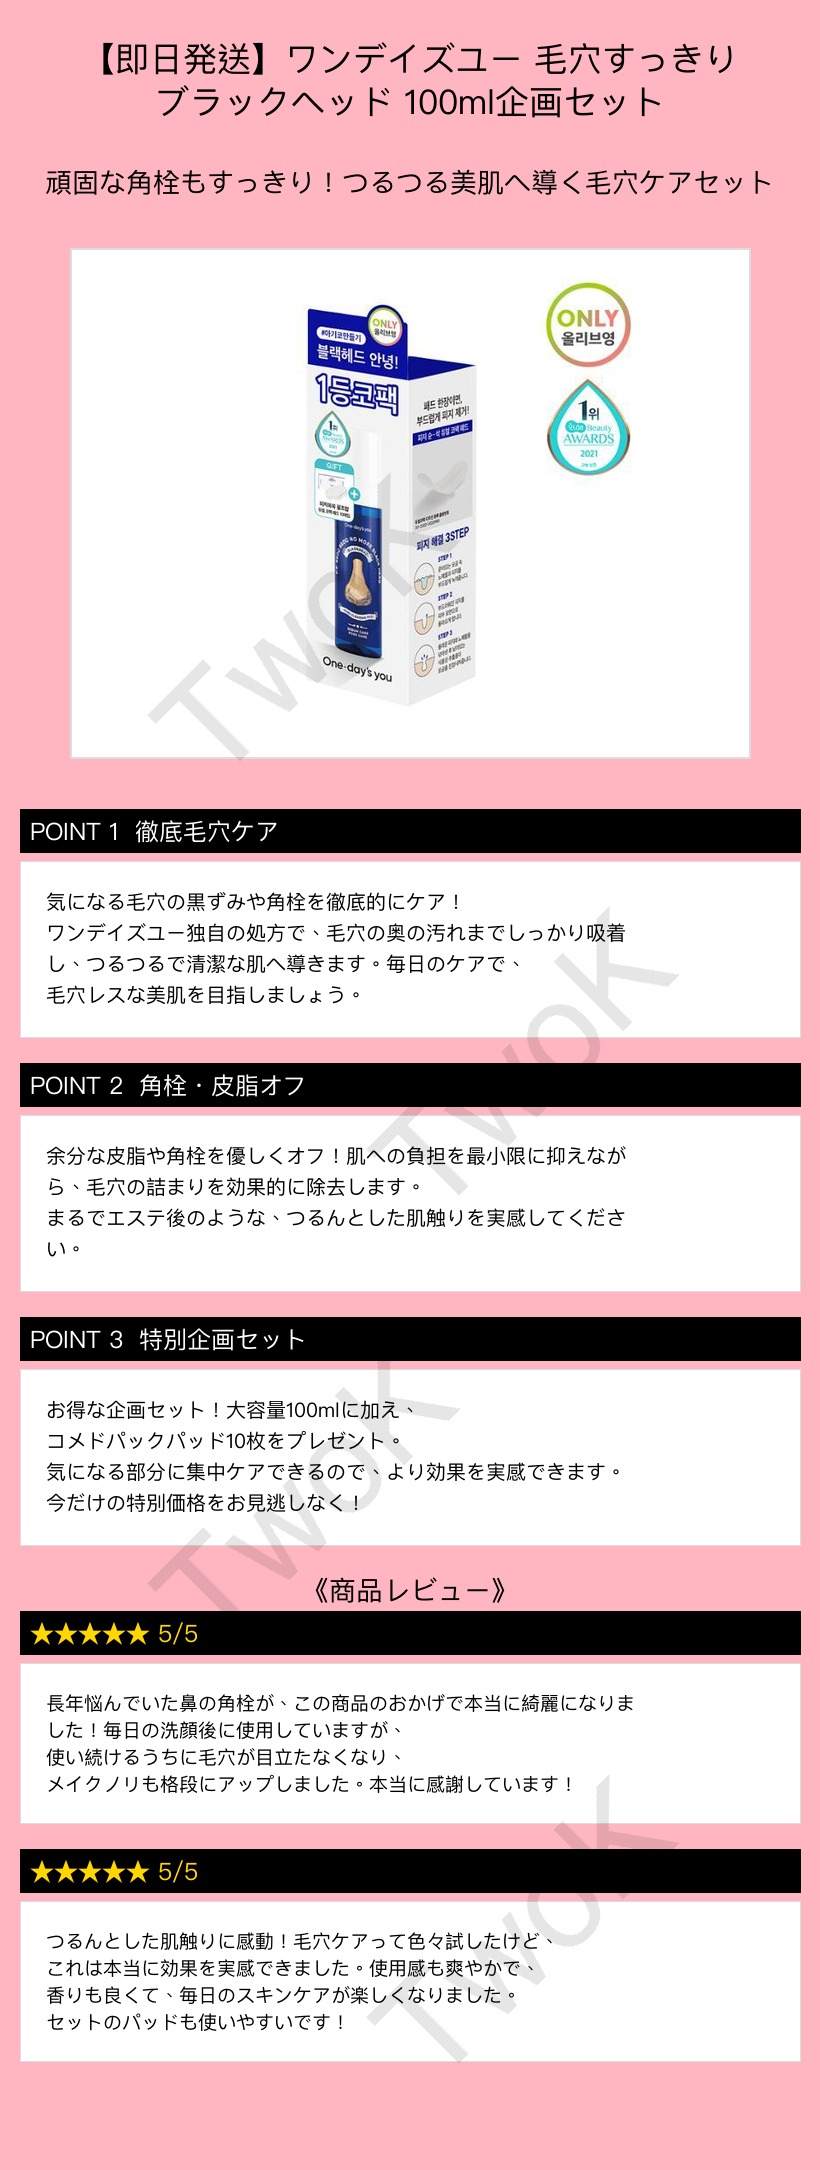 【即日発送】ワンデイズユー 毛穴すっきり
ブラックヘッド 100ml企画セット
頑固な角栓もすっきり！つるつる美肌へ導く毛穴ケアセット
ONLY
올리브영
#아기코만들기
블랙헤드 안녕!
1등코팩
1위
GIFT
One-day's you
One-day's you
패드 한장이면,
부드럽게 피지 제거!
피지 해결 3STEP
STEP 1
STEP 2
STEP 3
ONLY
올리브영
1위
Beauty
AWARDS
2021
TwoK
POINT 1 徹底毛穴ケア
気になる毛穴の黒ずみや角栓を徹底的にケア！
ワンデイズユー独自の処方で、毛穴の奥の汚れまでしっかり吸着
し、つるつるで清潔な肌へ導きます。毎日のケアで、
毛穴レスな美肌を目指しましょう。
TwoK
POINT 2 角栓・皮脂オフ
余分な皮脂や角栓を優しくオフ！肌への負担を最小限に抑えなが
ら、毛穴の詰まりを効果的に除去します。
まるでエステ後のような、つるんとした肌触りを実感してくださ
い。
POINT 3 特別企画セット
お得な企画セット！大容量100mlに加え、
コメドパックパッド10枚をプレゼント。
気になる部分に集中ケアできるので、より効果を実感できます。
今だけの特別価格をお見逃しなく！
TwoK
《商品レビュー》
★★★★★ 5/5
長年悩んでいた鼻の角栓が、この商品のおかげで本当に綺麗になりま
した！毎日の洗顔後に使用していますが、
使い続けるうちに毛穴が目立たなくなり、
メイクノリも格段にアップしました。本当に感謝しています！
★★★★★ 5/5
つるんとした肌触りに感動！毛穴ケアって色々試したけど、
これは本当に効果を実感できました。使用感も爽やかで、
香りも良くて、毎日のスキンケアが楽しくなりました。
セットのパッドも使いやすいです！
TwoK